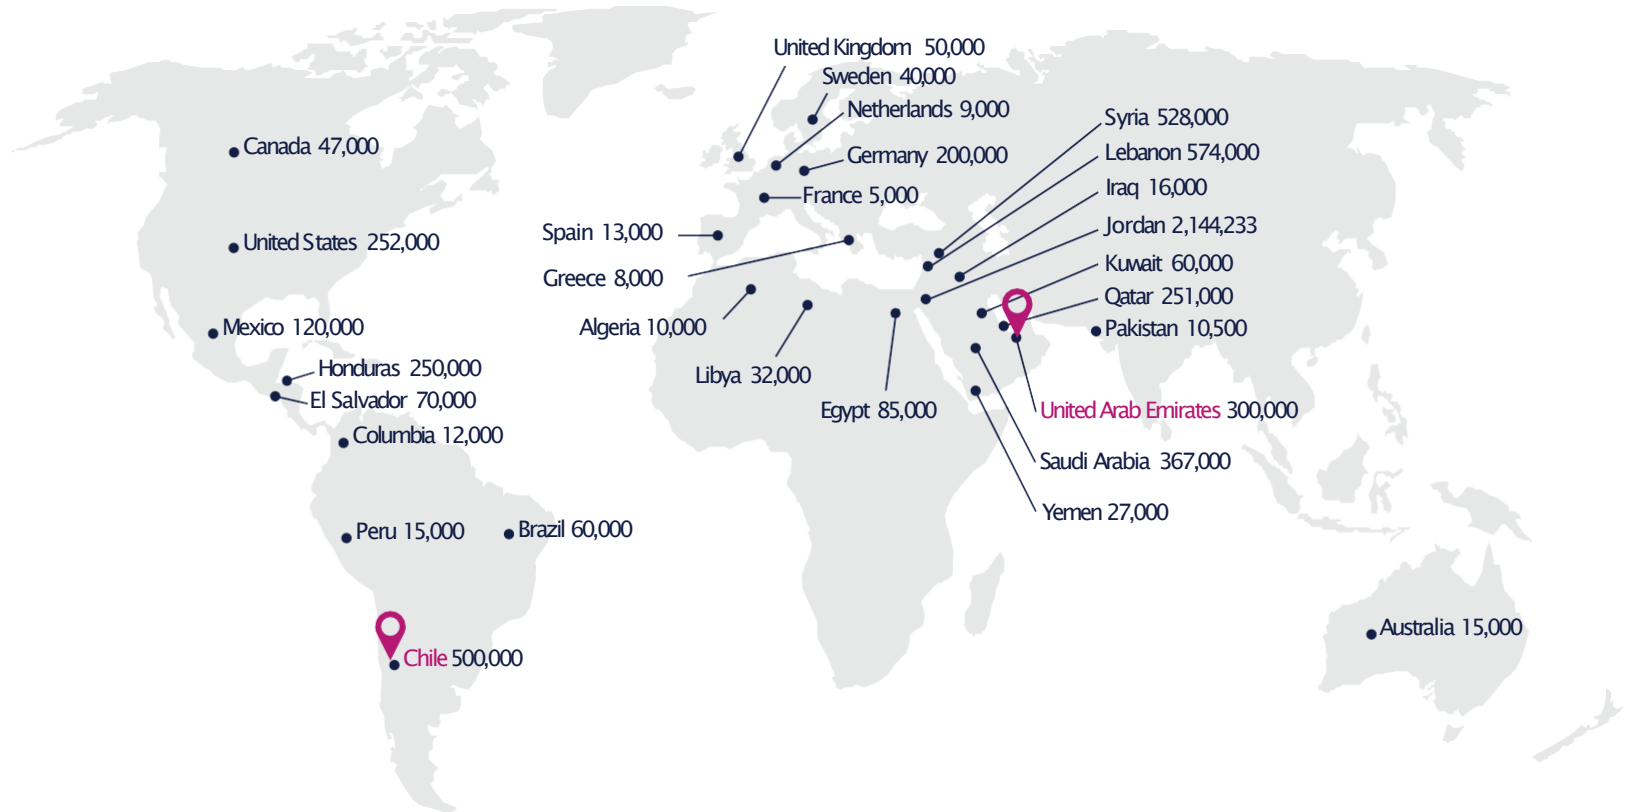 United Kingdom 50,000
Sweden 40,000
Netherlands 9,000
Germany 200,000
France 5,000
Spain 13,000
Greece 8,000
Algeria 10,000
Libya 32,000
Egypt 85,000
Syria 528,000
Lebanon 574,000
Iraq 16,000
Jordan 2,144,233
Kuwait 60,000
Qatar 251,000
Pakistan 10,500
United Arab Emirates 300,000
Saudi Arabia 367,000
Yemen 27,000
Canada 47,000
United States 252,000
Mexico 120,000
Honduras 250,000
El Salvador 70,000
Columbia 12,000
Peru 15,000
Brazil 60,000
Chile 500,000
Australia 15,000